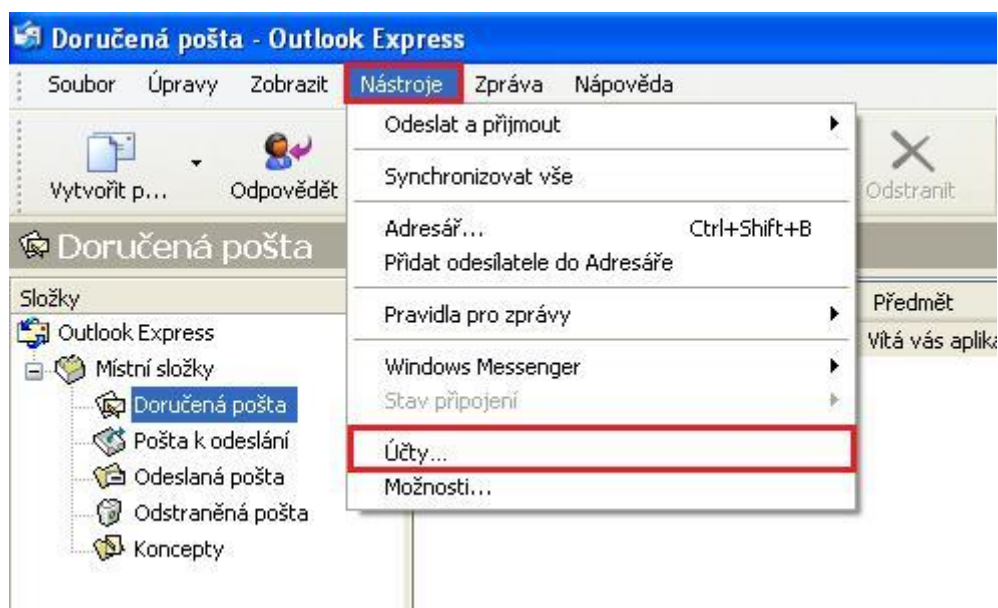 Doručená pošta - Outlook Express
Soubor Úpravy Zobrazit Nástroje Zpráva Nápověda
Vytvořit p... Odpovědět Odstranit
Odeslat a přijmout
Synchronizovat vše
Adresář... Ctrl+Shift+B
Přidat odesílatele do Adresáře
Pravidla pro zprávy
Windows Messenger
Stav připojení
Účty...
Možnosti...
Doručená pošta
Složky
Outlook Express
Místní složky
Doručená pošta
Pošta k odeslání
Odeslaná pošta
Odstraněná pošta
Koncepty
Předmět
Vítá vás aplika